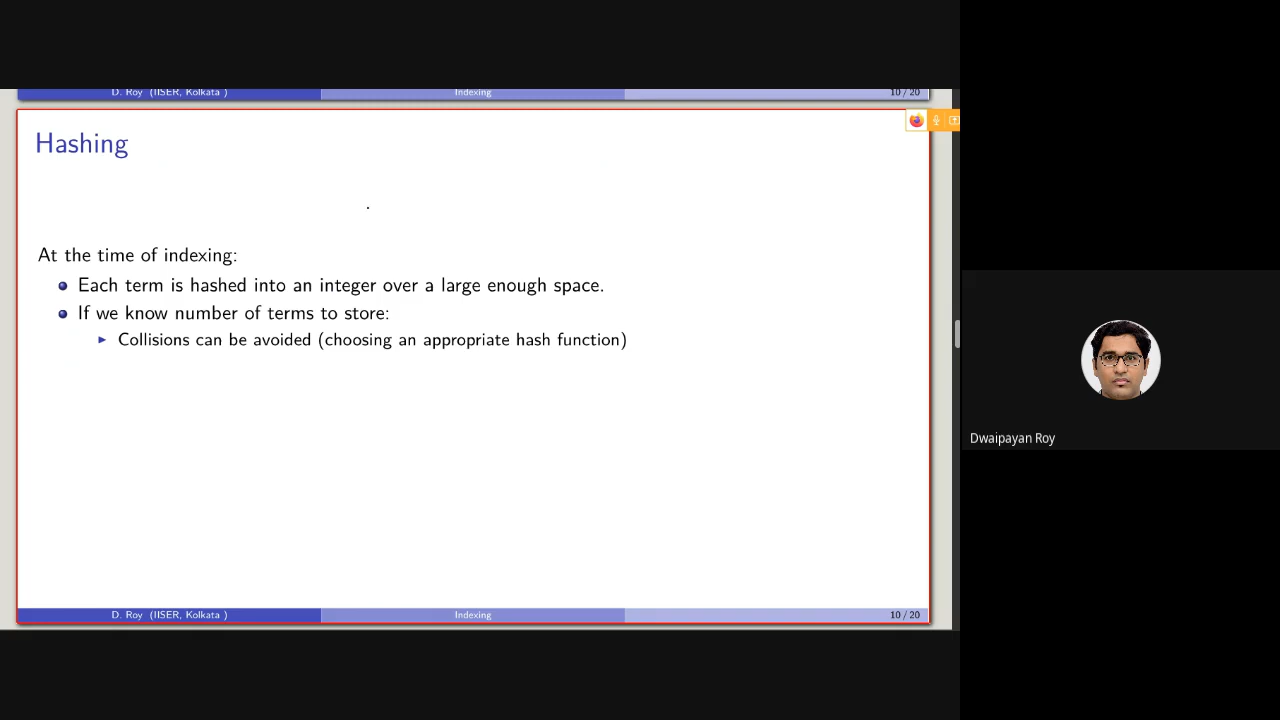 D. Roy (IISER, Kolkata ) Indexing 10 / 20
Hashing
At the time of indexing:
Each term is hashed into an integer over a large enough space.
If we know number of terms to store:
Collisions can be avoided (choosing an appropriate hash function)
Dwaipayan Roy
D. Roy (IISER, Kolkata ) Indexing 10 / 20